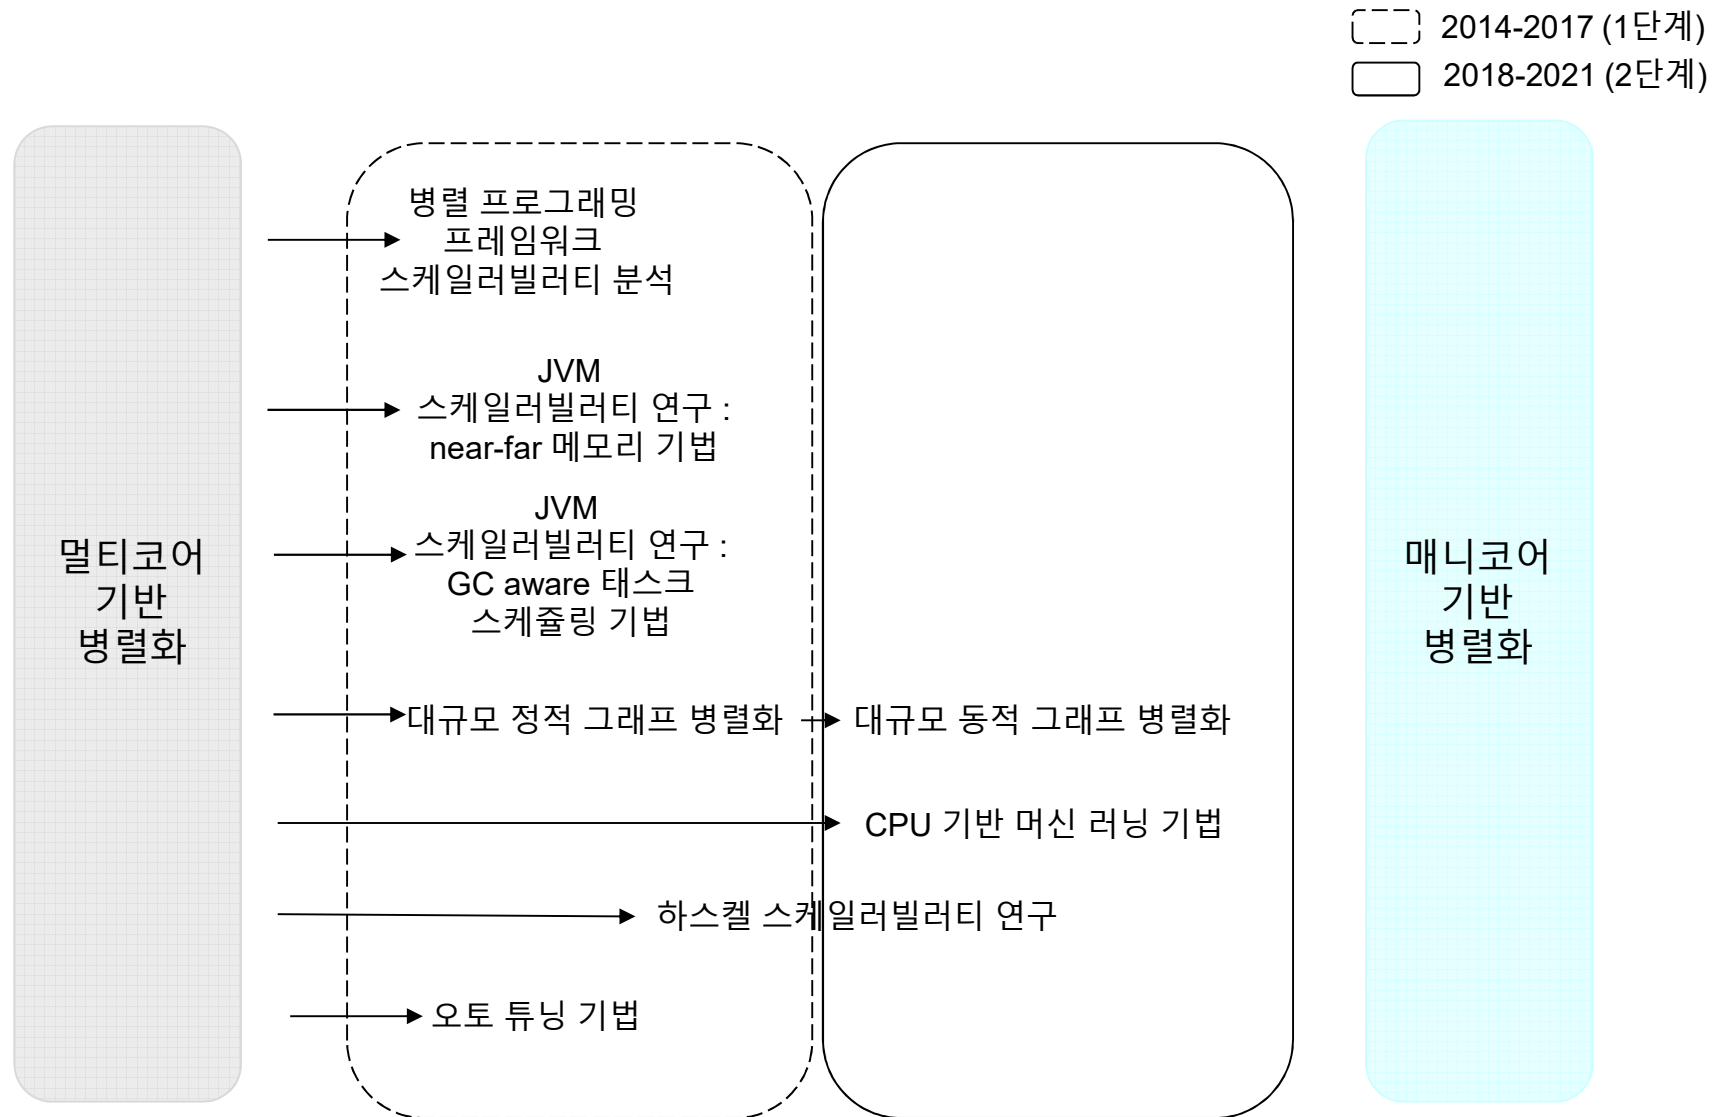 2014-2017 (1단계)
2018-2021 (2단계)
멀티코어
기반
병렬화
병렬 프로그래밍
프레임워크
스케일러빌러티 분석
JVM
스케일러빌러티 연구 :
near-far 메모리 기법
JVM
스케일러빌러티 연구 :
GC aware 태스크
스케쥴링 기법
대규모 정적 그래프 병렬화
대규모 동적 그래프 병렬화
CPU 기반 머신 러닝 기법
하스켈 스케일러빌러티 연구
오토 튜닝 기법
매니코어
기반
병렬화